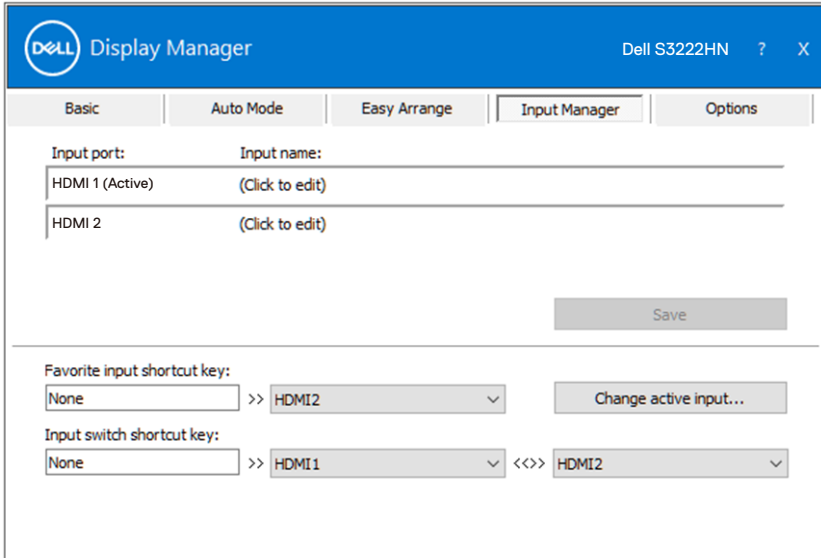 DELL Display Manager Dell S3222HN ? X
Basic Auto Mode Easy Arrange Input Manager Options
Input port: Input name:
HDMI 1 (Active) (Click to edit)
HDMI 2 (Click to edit)
Save
Favorite input shortcut key:
None >> HDMI2 Change active input...
Input switch shortcut key:
None >> HDMI1 <<>> HDMI2